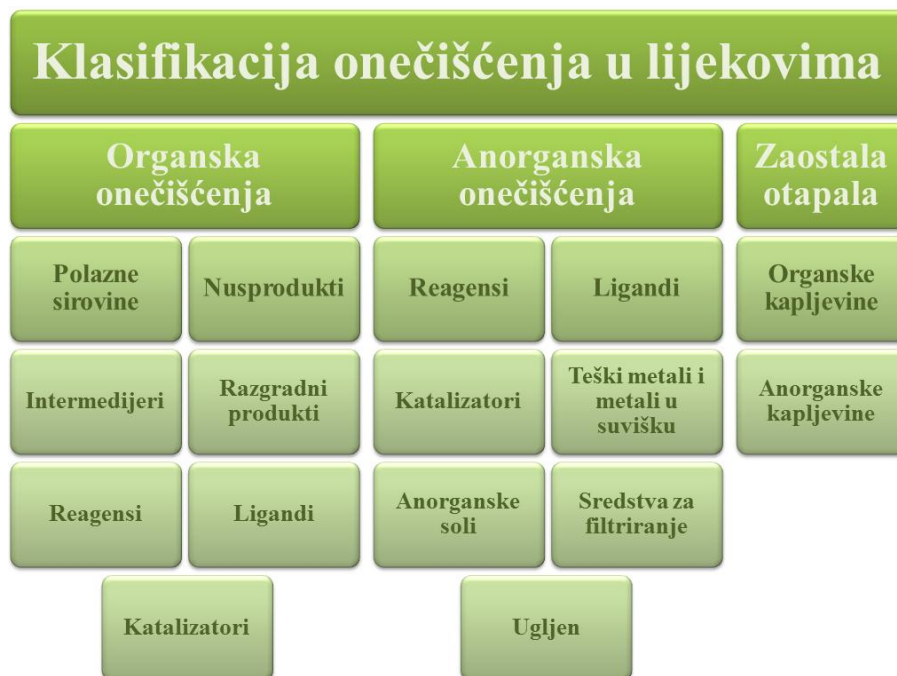 Klasifikacija onečišćenja u lijekovima
Organska
onečišćenja
Anorganska
onečišćenja
Zaostala
otapala
Polazne
sirovine
Nusprodukti
Reagensi
Ligandi
Organske
kapljevine
Intermedijeri
Razgradni
produkti
Katalizatori
Teški metali i
metali u
suvišku
Anorganske
kapljevine
Reagensi
Ligandi
Anorganske
soli
Sredstva za
filtriranje
Katalizatori
Ugljen